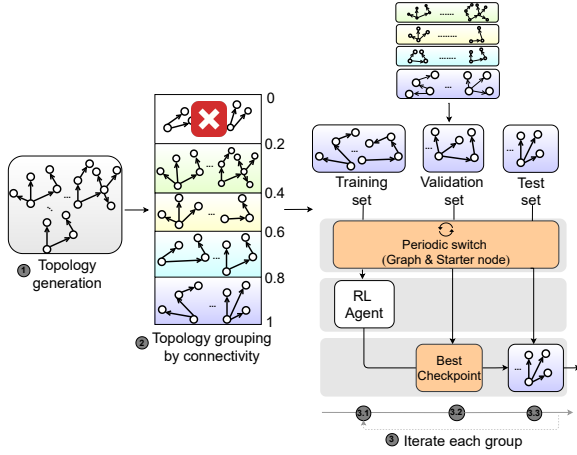 ........
........
........
...
0
0.2
0.4
0.6
0.8
1
...
...
...
...
...
...
1 Topology
generation
2 Topology grouping
by connectivity
...
...
...
Training
set
Validation
set
Test
set
Periodic switch
(Graph & Starter node)
RL
Agent
Best
Checkpoint
...
3.1
3.2
3.3
3 Iterate each group